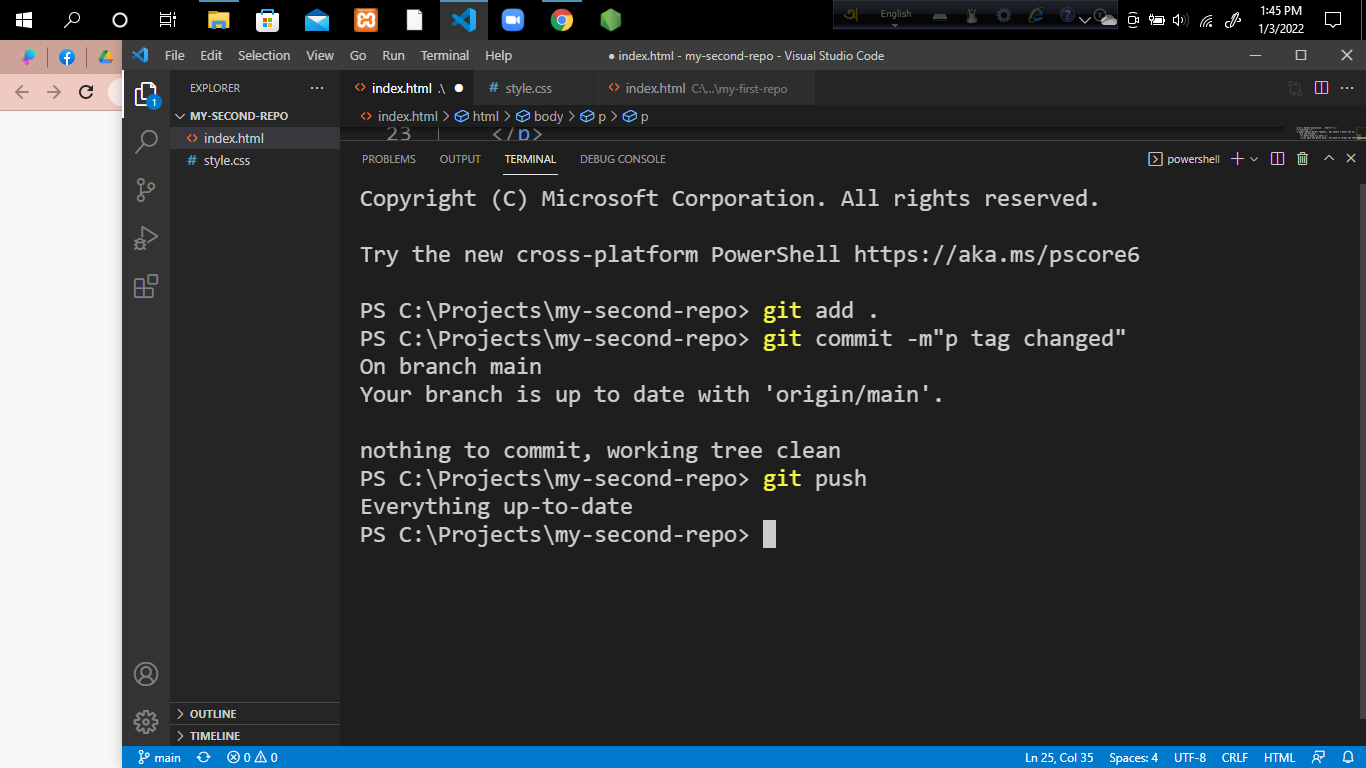 English
1:45 PM
1/3/2022
File Edit Selection View Go Run Terminal Help
● index.html - my-second-repo - Visual Studio Code
EXPLORER
index.html .\
style.css
index.html C:\...\my-first-repo
1
MY-SECOND-REPO
index.html
style.css
index.html > html > body > p > p
23 </p>
PROBLEMS OUTPUT TERMINAL DEBUG CONSOLE
powershell
Copyright (C) Microsoft Corporation. All rights reserved.
Try the new cross-platform PowerShell https://aka.ms/pscore6
PS C:\Projects\my-second-repo> git add .
PS C:\Projects\my-second-repo> git commit -m"p tag changed"
On branch main
Your branch is up to date with 'origin/main'.
nothing to commit, working tree clean
PS C:\Projects\my-second-repo> git push
Everything up-to-date
PS C:\Projects\my-second-repo>
OUTLINE
TIMELINE
main
0 0
Ln 25, Col 35 Spaces: 4 UTF-8 CRLF HTML